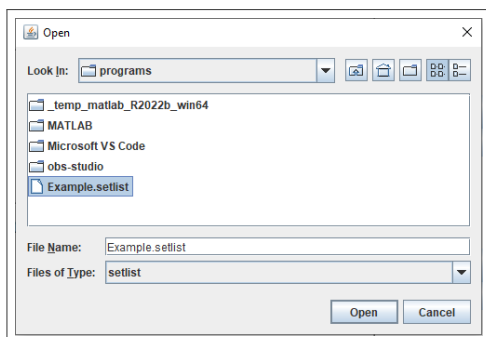 Open
Look In: programs
_temp_matlab_R2022b_win64
MATLAB
Microsoft VS Code
obs-studio
Example.setlist
File Name: Example.setlist
Files of Type: setlist
Open Cancel